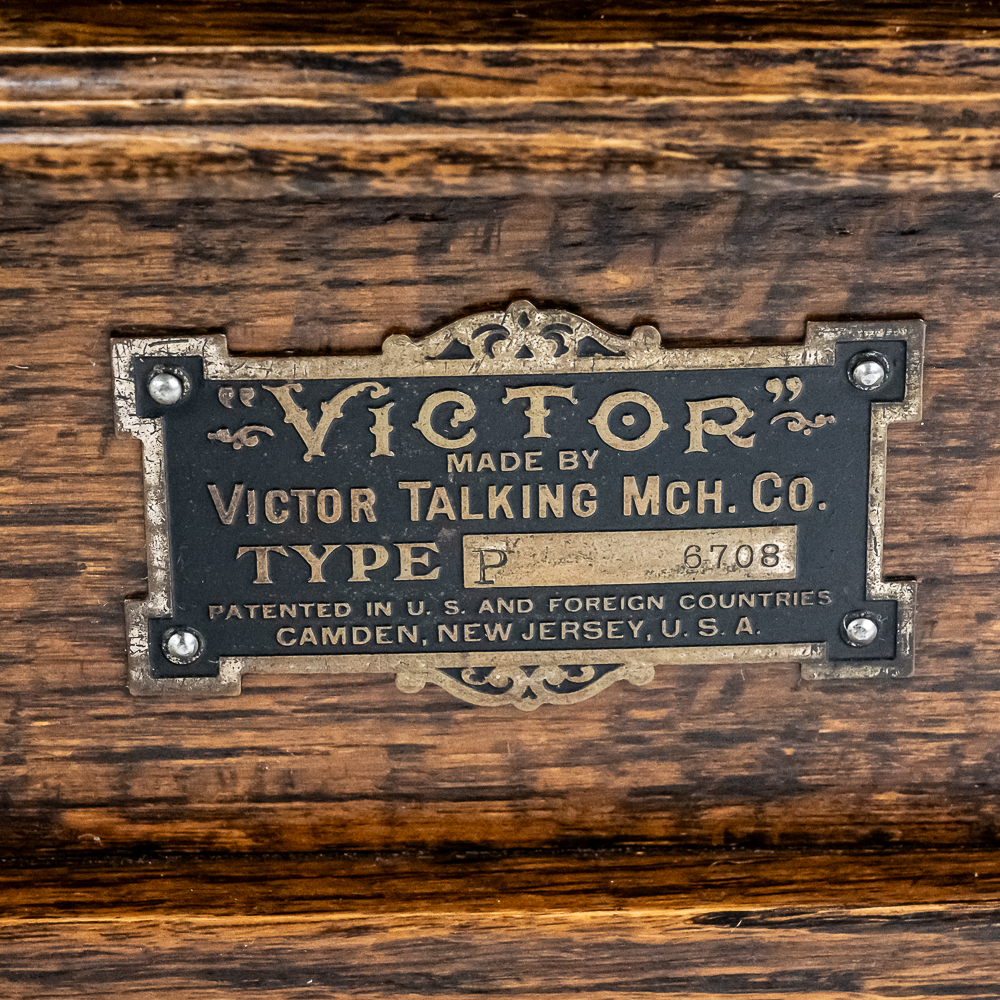 "VICTOR"
MADE BY
VICTOR TALKING MCH. CO.
TYPE P 6708
PATENTED IN U. S. AND FOREIGN COUNTRIES
CAMDEN, NEW JERSEY, U. S. A.